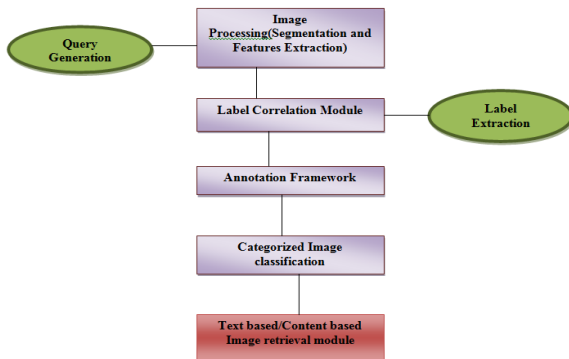 Image
Processing(Segmentation and
Features Extraction)
Query
Generation
Label Correlation Module
Label
Extraction
Annotation Framework
Categorized Image
classification
Text based/Content based
Image retrieval module